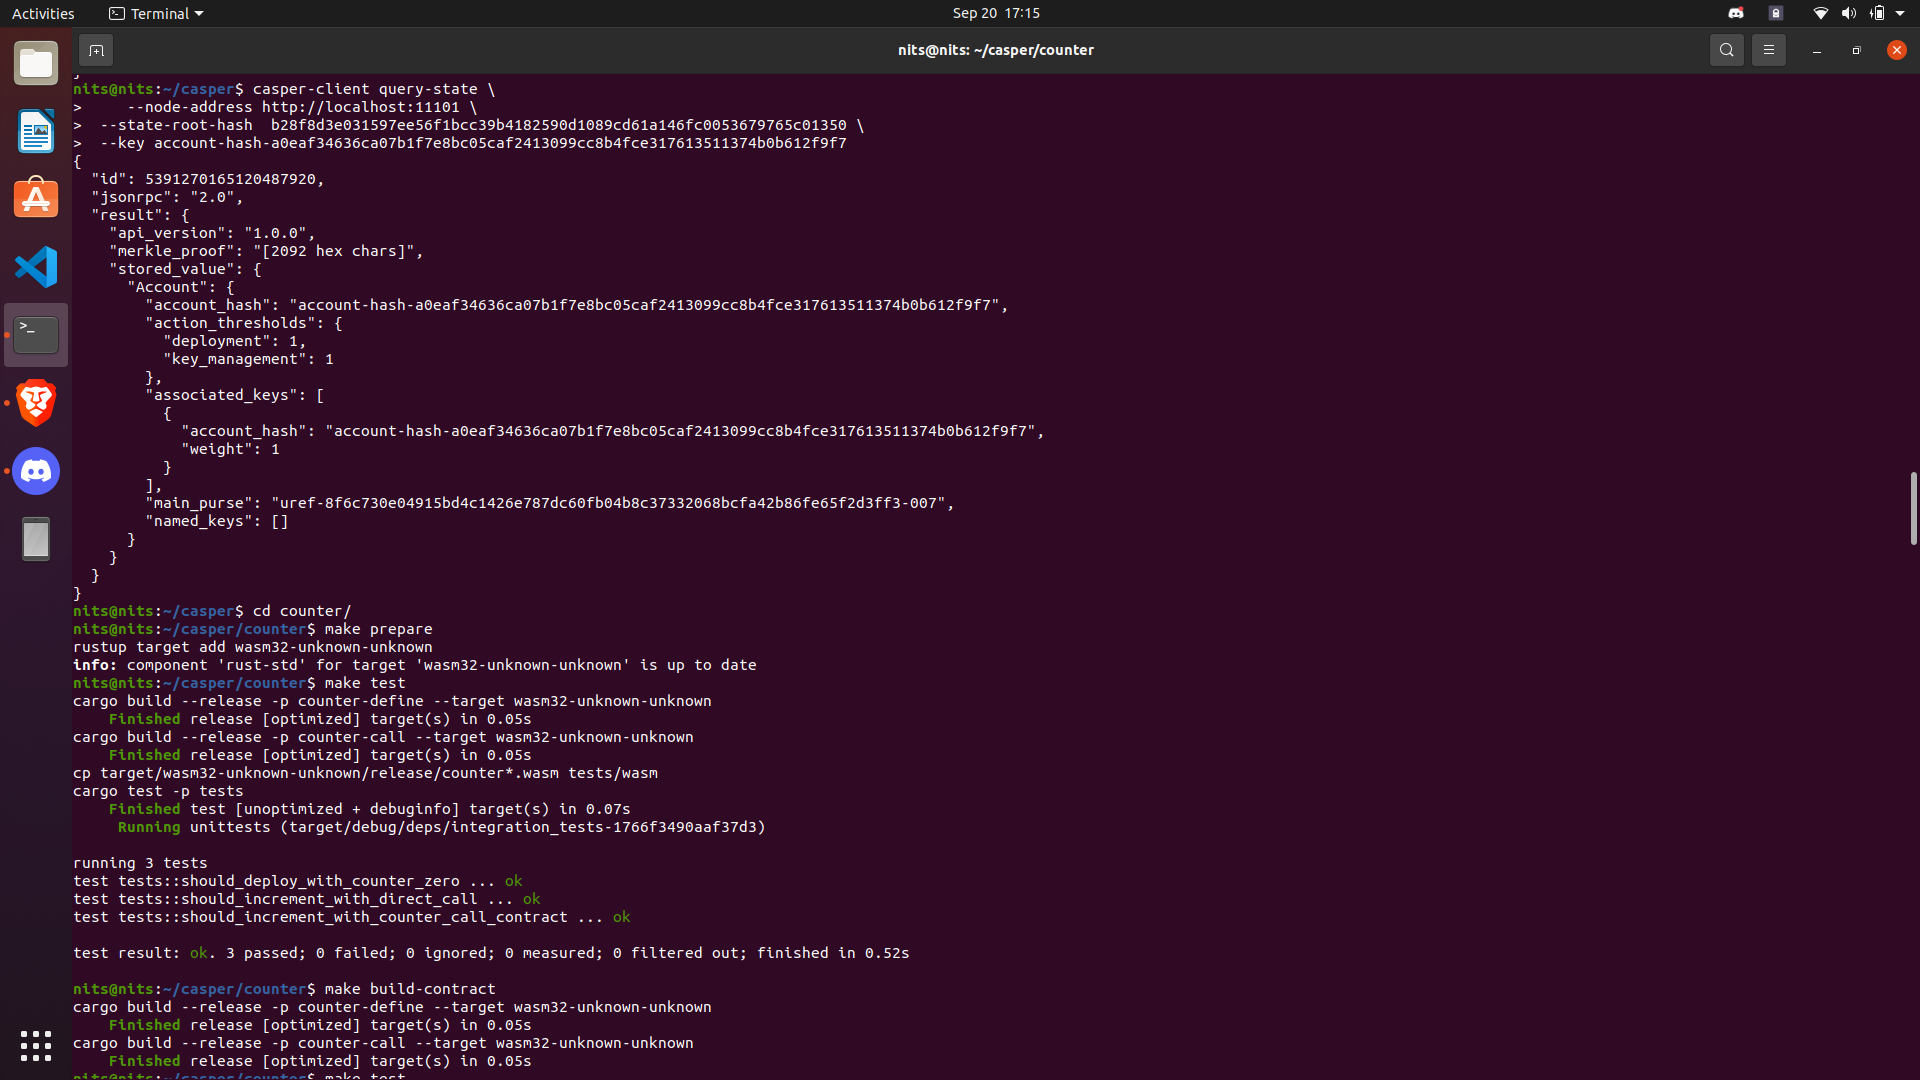 Activities
Terminal
Sep 20 17:15
nits@nits: ~/casper/counter
}
nits@nits:~/casper$ casper-client query-state \
>     --node-address http://localhost:11101 \
>  --state-root-hash  b28f8d3e031597ee56f1bcc39b4182590d1089cd61a146fc0053679765c01350 \
>  --key account-hash-a0eaf34636ca07b1f7e8bc05caf2413099cc8b4fce317613511374b0b612f9f7
{
  "id": 5391270165120487920,
  "jsonrpc": "2.0",
  "result": {
    "api_version": "1.0.0",
    "merkle_proof": "[2092 hex chars]",
    "stored_value": {
      "Account": {
        "account_hash": "account-hash-a0eaf34636ca07b1f7e8bc05caf2413099cc8b4fce317613511374b0b612f9f7",
        "action_thresholds": {
          "deployment": 1,
          "key_management": 1
        },
        "associated_keys": [
          {
            "account_hash": "account-hash-a0eaf34636ca07b1f7e8bc05caf2413099cc8b4fce317613511374b0b612f9f7",
            "weight": 1
          }
        ],
        "main_purse": "uref-8f6c730e04915bd4c1426e787dc60fb04b8c37332068bcfa42b86fe65f2d3ff3-007",
        "named_keys": []
      }
    }
  }
}
nits@nits:~/casper$ cd counter/
nits@nits:~/casper/counter$ make prepare
rustup target add wasm32-unknown-unknown
info: component 'rust-std' for target 'wasm32-unknown-unknown' is up to date
nits@nits:~/casper/counter$ make test
cargo build --release -p counter-define --target wasm32-unknown-unknown
    Finished release [optimized] target(s) in 0.05s
cargo build --release -p counter-call --target wasm32-unknown-unknown
    Finished release [optimized] target(s) in 0.05s
cp target/wasm32-unknown-unknown/release/counter*.wasm tests/wasm
cargo test -p tests
    Finished test [unoptimized + debuginfo] target(s) in 0.07s
     Running unittests (target/debug/deps/integration_tests-1766f3490aaf37d3)

running 3 tests
test tests::should_deploy_with_counter_zero ... ok
test tests::should_increment_with_direct_call ... ok
test tests::should_increment_with_counter_call_contract ... ok

test result: ok. 3 passed; 0 failed; 0 ignored; 0 measured; 0 filtered out; finished in 0.52s

nits@nits:~/casper/counter$ make build-contract
cargo build --release -p counter-define --target wasm32-unknown-unknown
    Finished release [optimized] target(s) in 0.05s
cargo build --release -p counter-call --target wasm32-unknown-unknown
    Finished release [optimized] target(s) in 0.05s
nits@nits:~/casper/counter$ make test